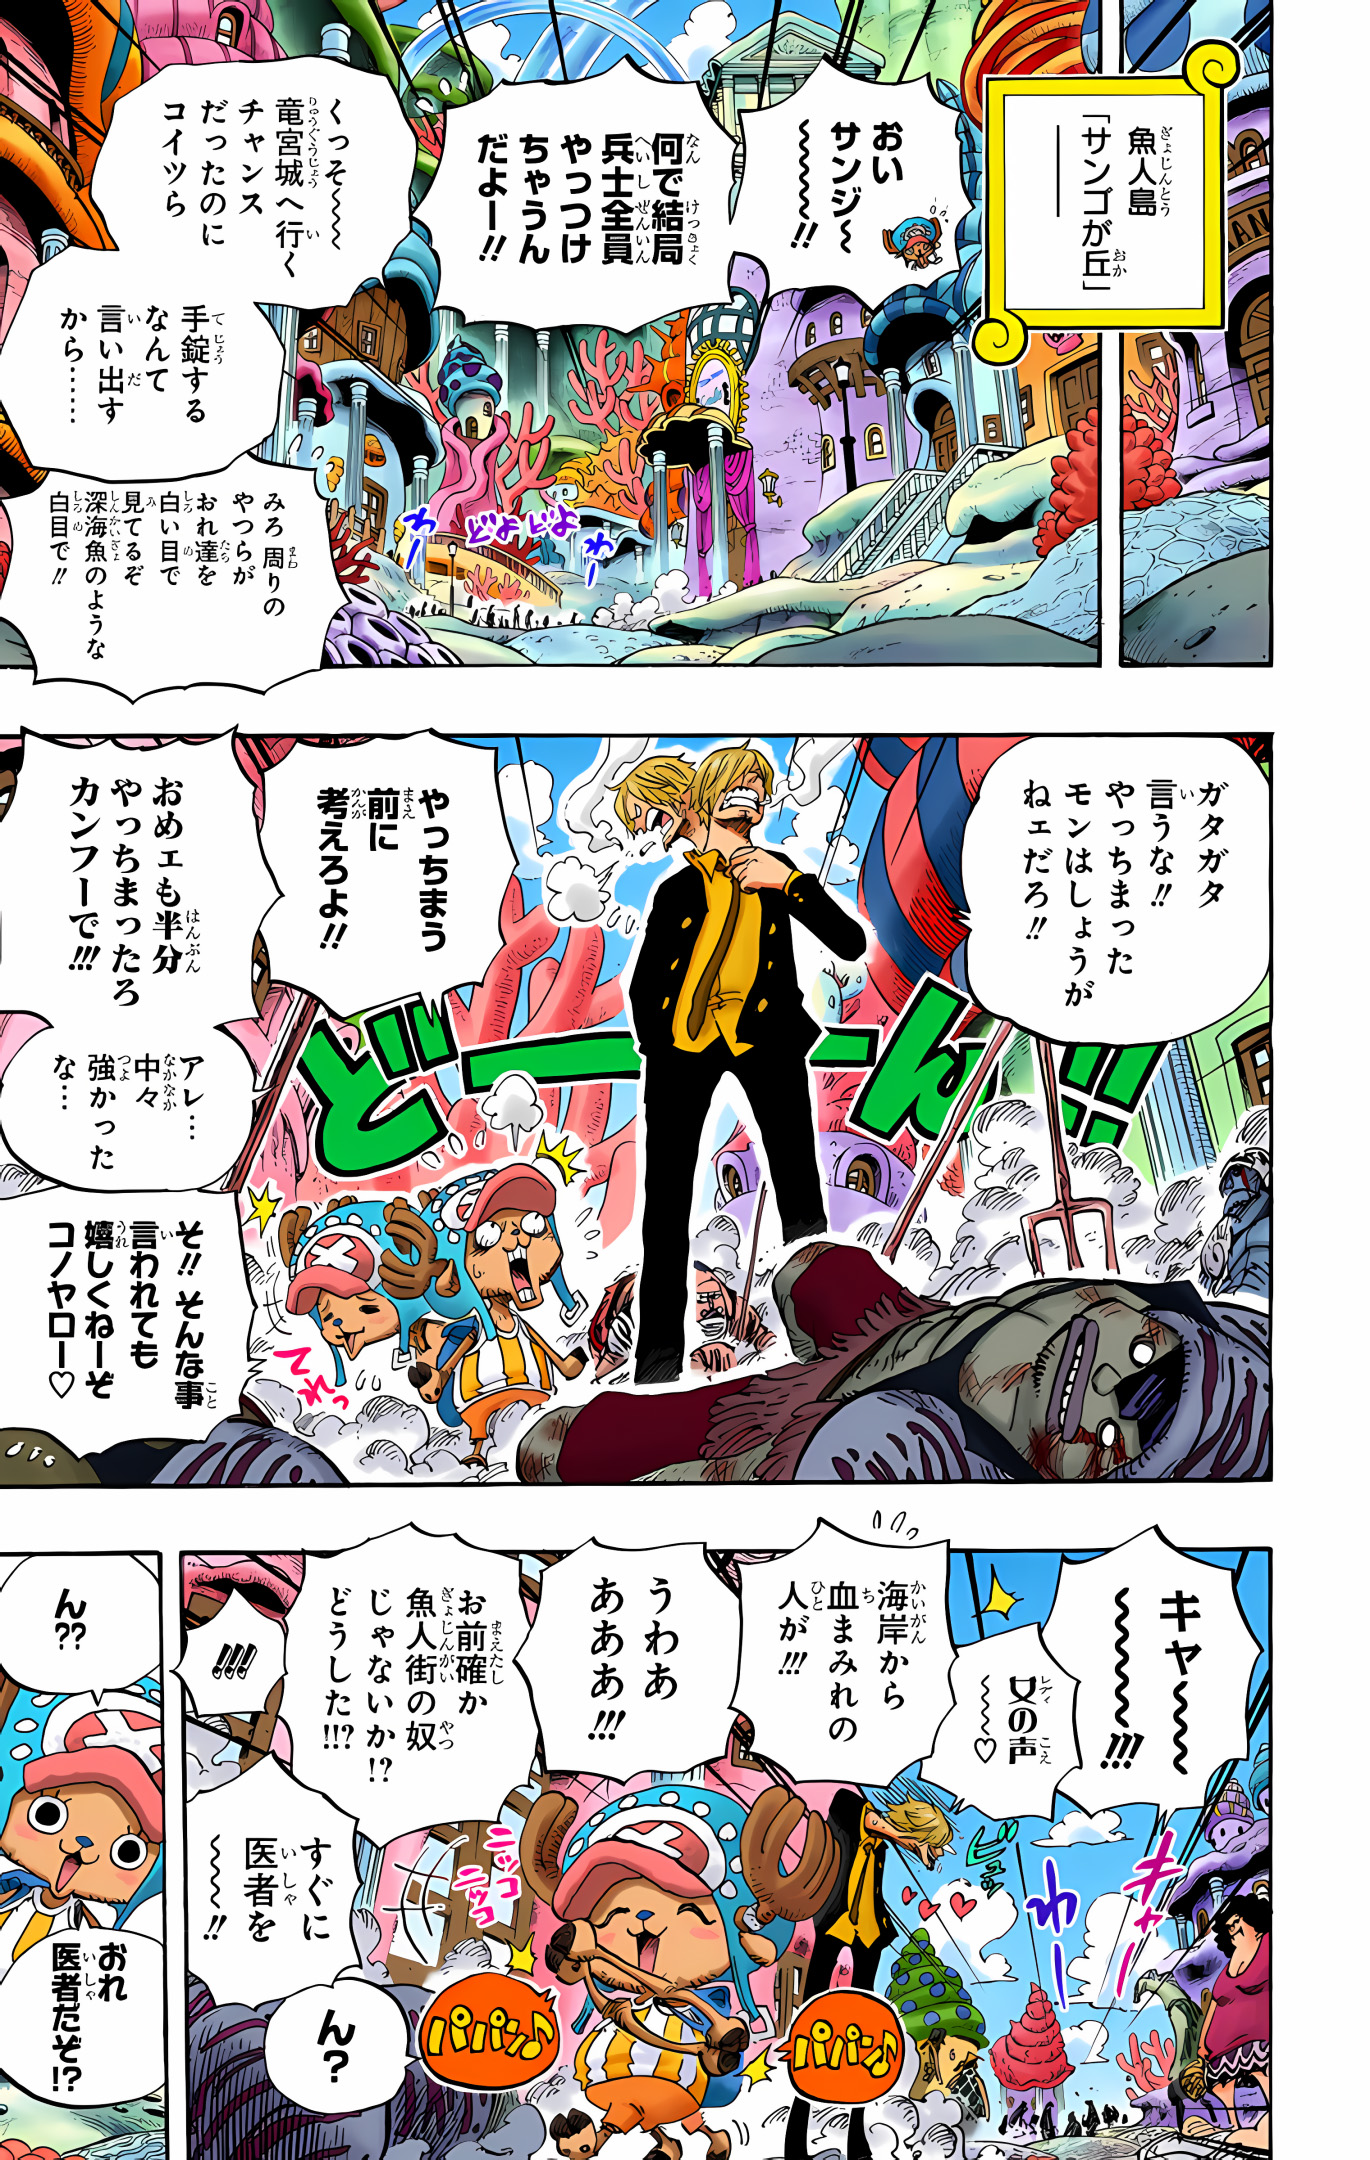 魚人島
「サンゴが丘」
――
おい
サンジ〜
〜〜〜〜!!
何で結局
兵士全員
やっつけ
ちゃうん
だよー!!
くっそ〜〜〜
竜宮城へ行く
チャンス
だったのに
コイツら
手錠する
なんて
言い出す
から……
みろ 周りの
やつらが
おれ達を
白い目で
見てるぞ
深海魚のような
白目で!!
わー
どよどよ
わー
ガタガタ
言うな!!
やっちまった
モンはしょうが
ねェだろ!!
やっちまう
前に
考えろよ!!
おめェも半分
やっちまったろ
カンフーで!!!
アレ…
中々
強かった
な…
そ!! そんな事
言われても
嬉しくねーぞ
コノヤロー♡
どーーん!!
てれっ
キャ〜〜〜
〜〜〜〜!!!
女の声
〜〜〜♡
海岸から
血まみれの
人が!!!
うわあ
あああ!!!
お前確か
魚人街の奴
じゃないか!?
どうした!!?
!!!
すぐに
医者を
〜〜〜!!
ん?
キャー
わー
ビュッ
ニッコ
ニッコ
パパン♪
パパン♪
ん??
おれ
医者だぞ!?